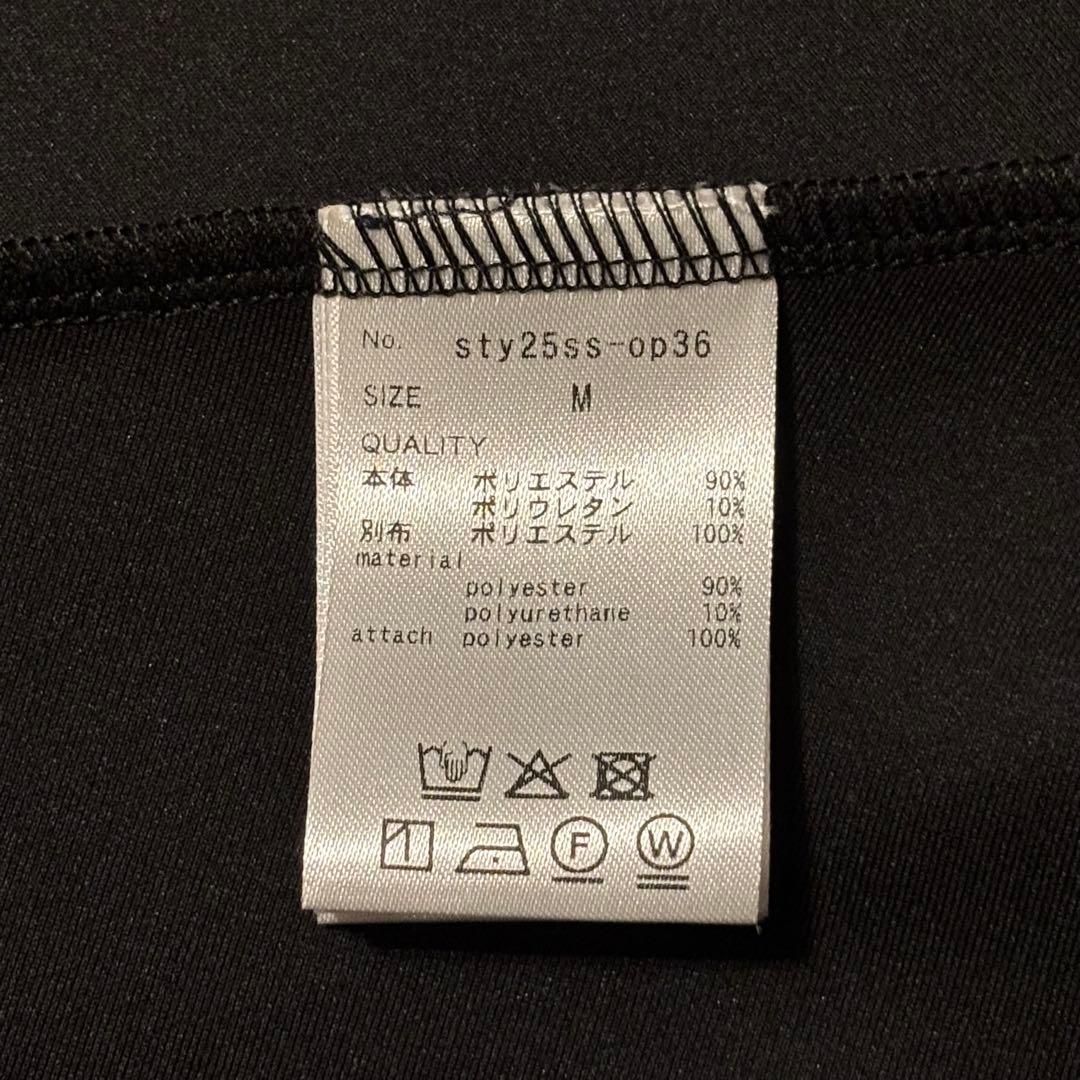 No. sty25ss-op36
SIZE M
QUALITY
本体 ポリエステル 90%
ポリウレタン 10%
別布 ポリエステル 100%
material
polyester 90%
polyurethane 10%
attach polyester 100%
F W